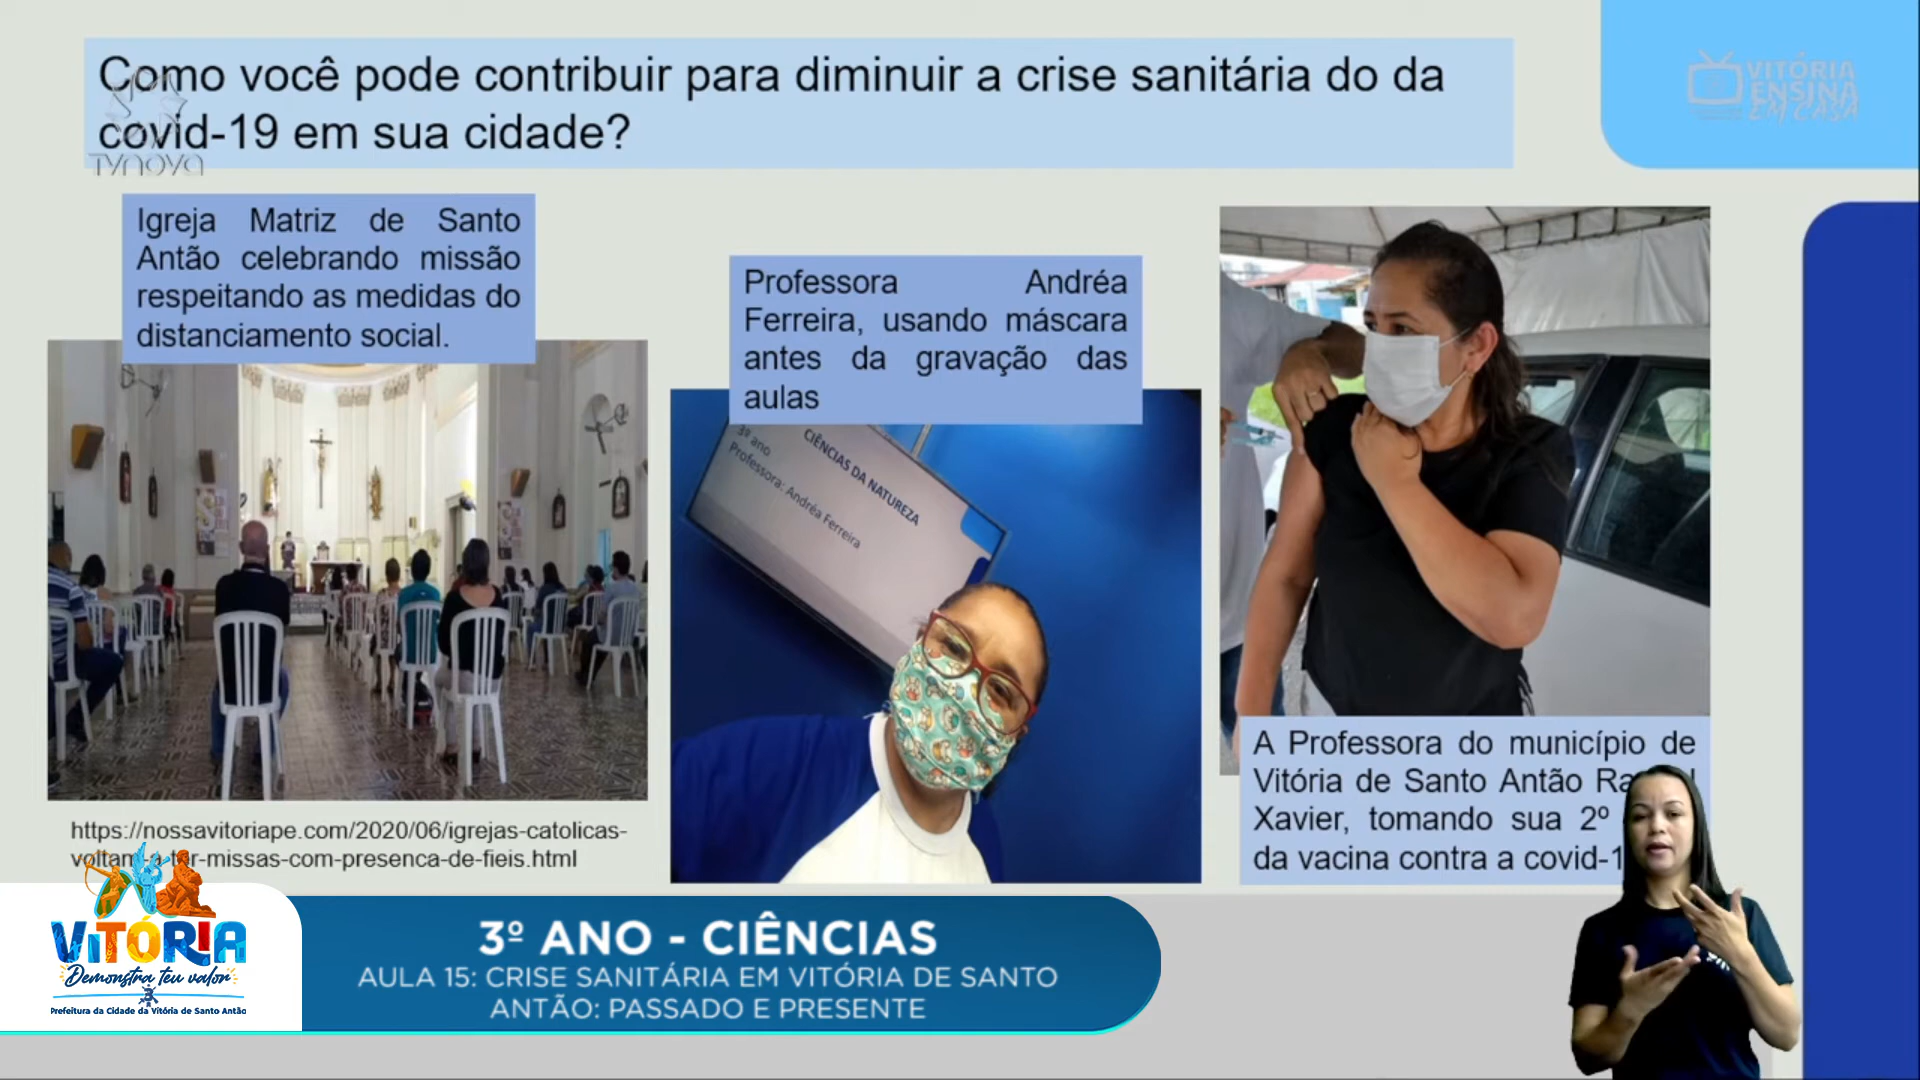 Como você pode contribuir para diminuir a crise sanitária do da
covid-19 em sua cidade?
TVNOVA
VITÓRIA
ENSINA
EM CASA
Igreja Matriz de Santo
Antão celebrando missão
respeitando as medidas do
distanciamento social.
Professora Andréa
Ferreira, usando máscara
antes da gravação das
aulas
3º ano
CIÊNCIAS DA NATUREZA
Professora: Andréa Ferreira
A Professora do município de
Vitória de Santo Antão
Xavier, tomando sua 2º
da vacina contra a covid-1
https://nossavitoriape.com/2020/06/igrejas-catolicas-
voltam-a-ter-missas-com-presenca-de-fieis.html
VITÓRIA
Demonstra teu valor
Prefeitura da Cidade da Vitória de Santo Antão
3º ANO - CIÊNCIAS
AULA 15: CRISE SANITÁRIA EM VITÓRIA DE SANTO
ANTÃO: PASSADO E PRESENTE